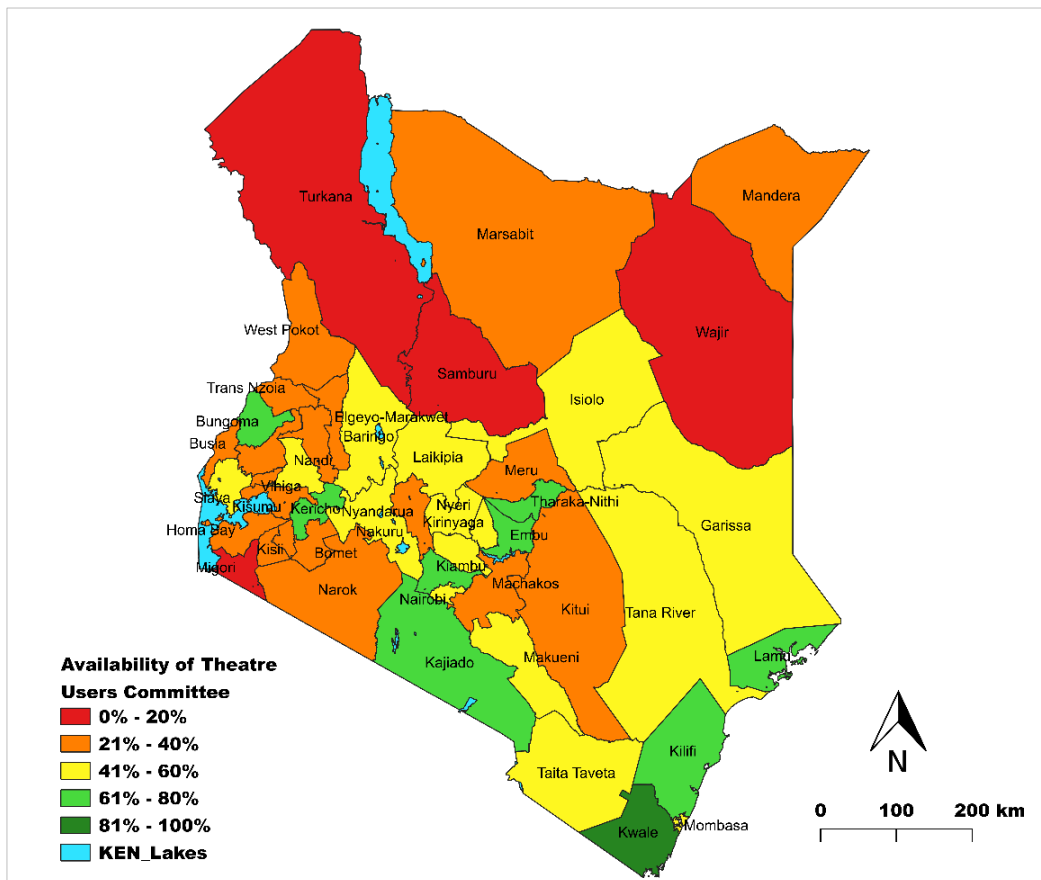 Turkana
Mandera
Marsabit
Wajir
West Pokot
Samburu
Trans Nzoia
Isiolo
Elgeyo-Marakwet
Bungoma
Baringo
Busia
Laikipia
Nandi
Meru
Vihiga
Siaya
Kisumu
Kericho
Nyandarua
Nyeri
Tharaka-Nithi
Kirinyaga
Garissa
Homa Bay
Nakuru
Embu
Kisii
Bomet
Migori
Kiambu
Machakos
Narok
Nairobi
Kitui
Tana River
Makueni
Lamu
Kajiado
Kilifi
Taita Taveta
Mombasa
Kwale
Availability of Theatre
Users Committee
0% - 20%
21% - 40%
41% - 60%
61% - 80%
81% - 100%
KEN_Lakes
N
0 100 200 km